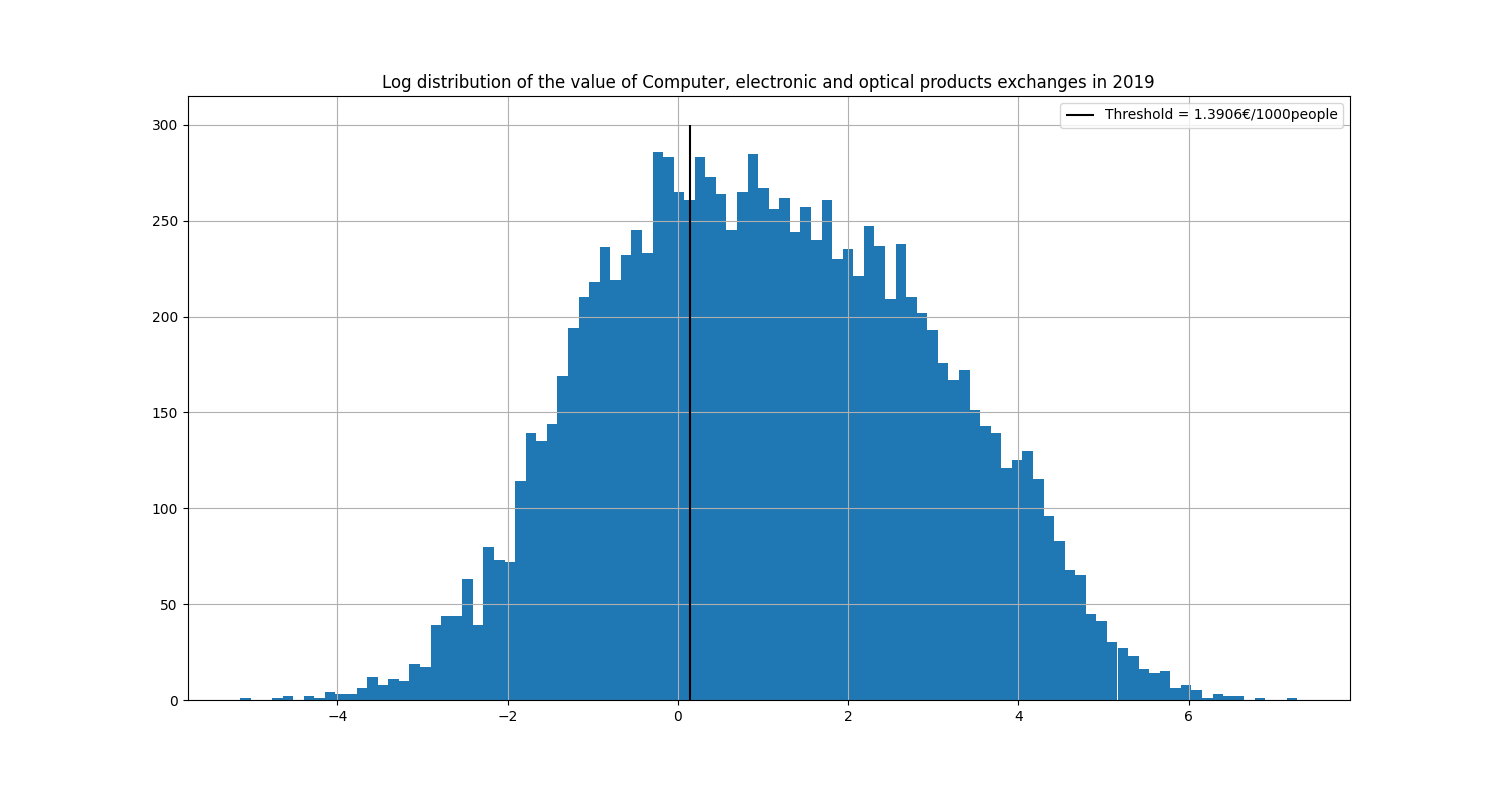 Log distribution of the value of Computer, electronic and optical products exchanges in 2019
Threshold = 1.3906€/1000people
300
250
200
150
100
50
0
−4 −2 0 2 4 6